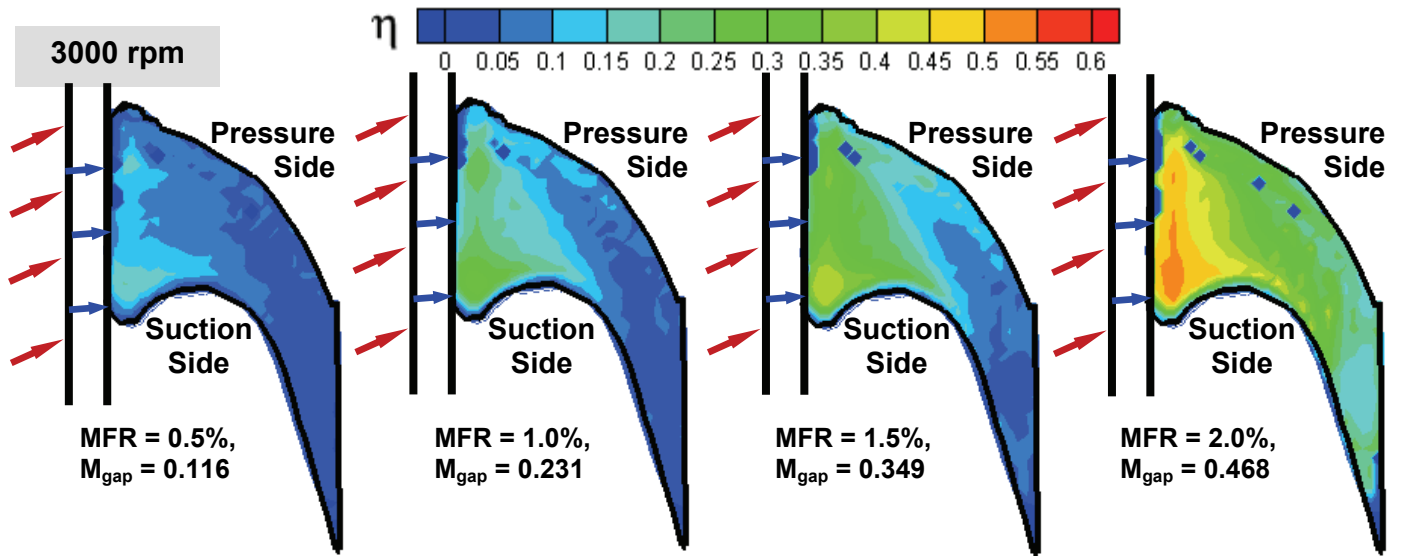 η
0 0.05 0.1 0.15 0.2 0.25 0.3 0.35 0.4 0.45 0.5 0.55 0.6
3000 rpm
Pressure
Side
Suction
Side
MFR = 0.5%,
Mgap = 0.116
Pressure
Side
Suction
Side
MFR = 1.0%,
Mgap = 0.231
Pressure
Side
Suction
Side
MFR = 1.5%,
Mgap = 0.349
Pressure
Side
Suction
Side
MFR = 2.0%,
Mgap = 0.468